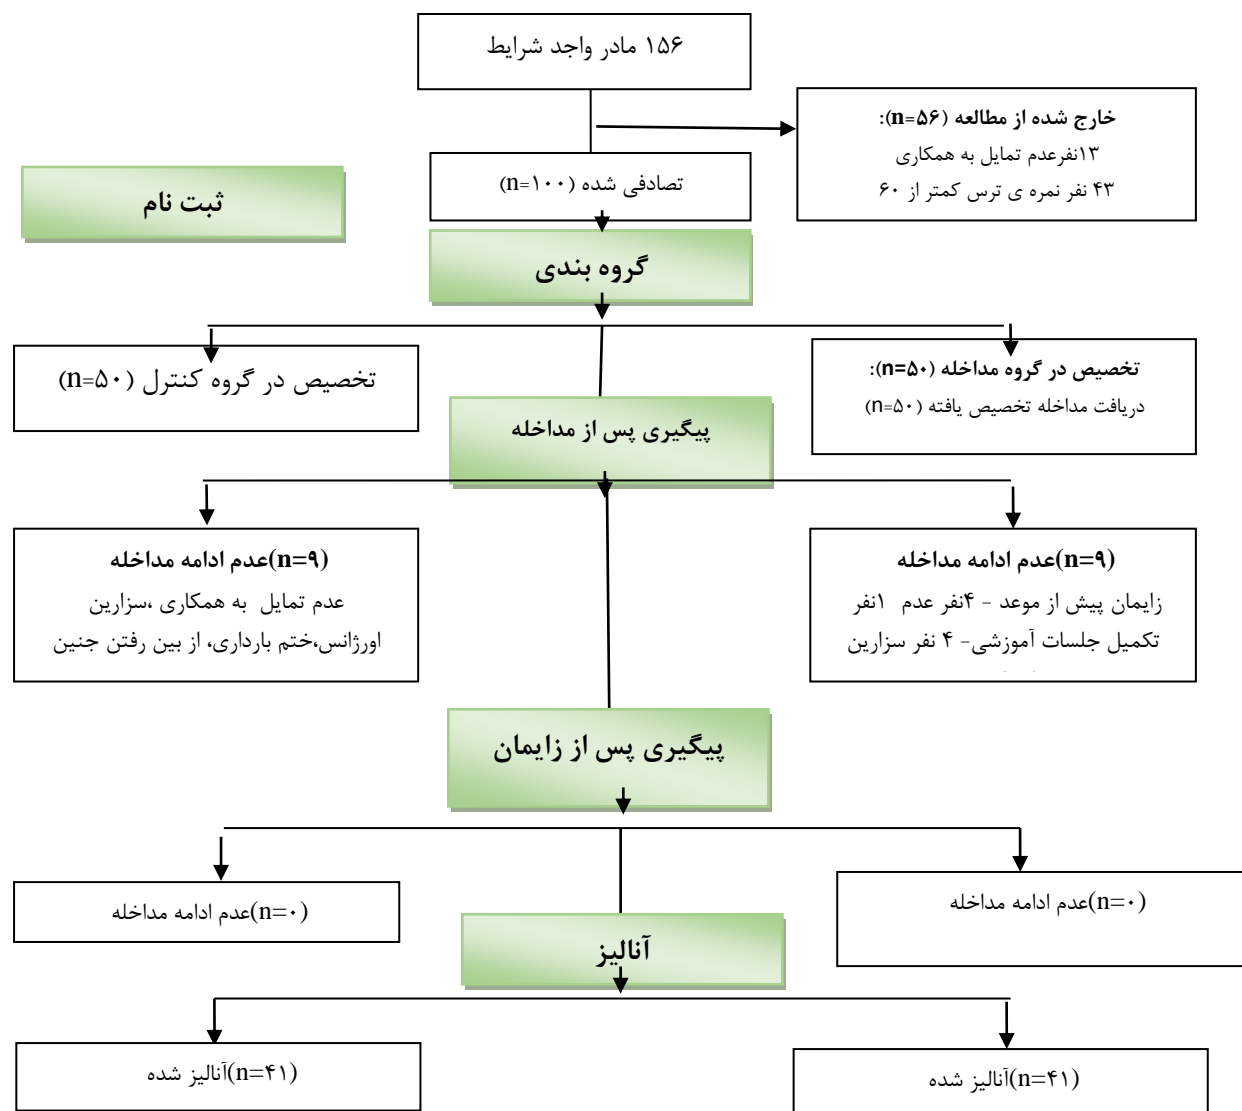 ۱۵۶ مادر واجد شرایط
خارج شده از مطالعه (n=۵۶):
۱۳نفرعدم تمایل به همکاری
۴۳ نفر نمره ی ترس کمتر از ۶۰
تصادفی شده (n=۱۰۰)
ثبت نام
گروه بندی
تخصیص در گروه مداخله (n=۵۰):
دریافت مداخله تخصیص یافته (n=۵۰)
تخصیص در گروه کنترل (n=۵۰)
پیگیری پس از مداخله
(n=۹)عدم ادامه مداخله
زایمان پیش از موعد - ۴نفر عدم ۱نفر
تکمیل جلسات آموزشی- ۴ نفر سزارین
(n=۹)عدم ادامه مداخله
عدم تمایل به همکاری ،سزارین
اورژانس،ختم بارداری، از بین رفتن جنین
پیگیری پس از زایمان
(n=۰)عدم ادامه مداخله
(n=۰)عدم ادامه مداخله
آنالیز
(n=۴۱)آنالیز شده
(n=۴۱)آنالیز شده